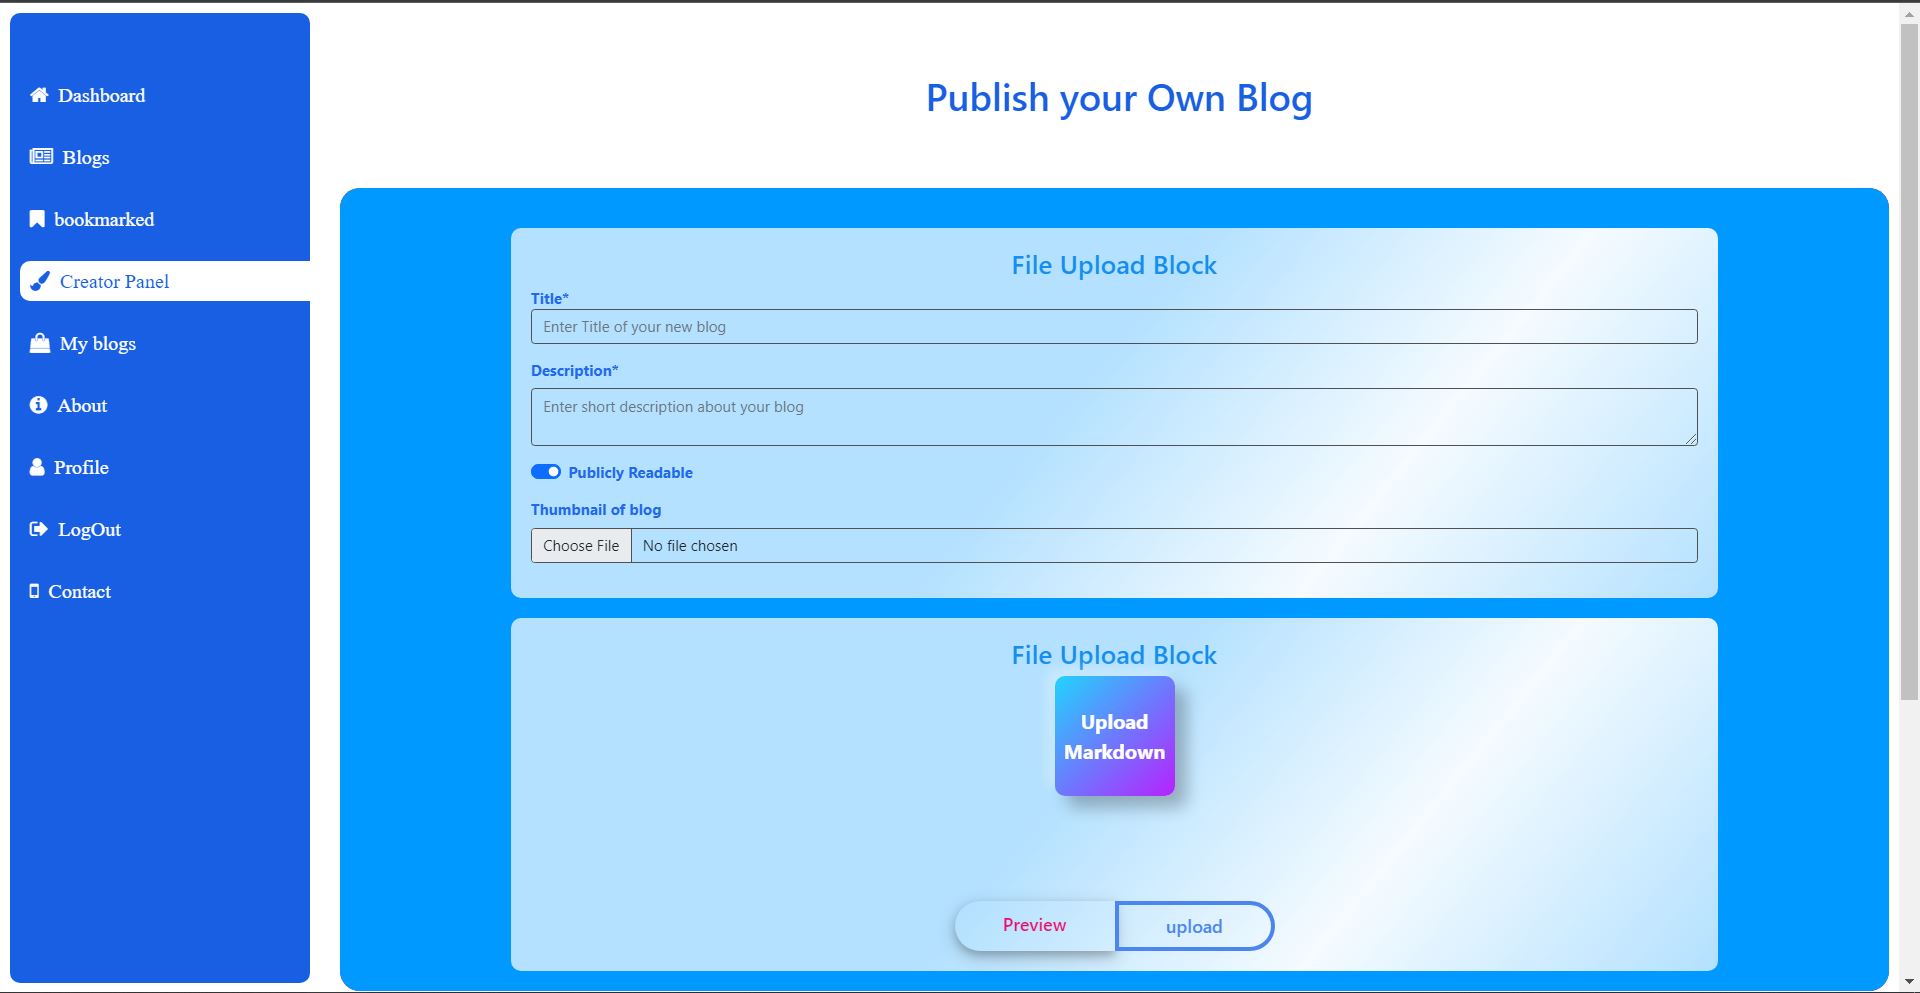 Dashboard
Blogs
bookmarked
Creator Panel
My blogs
About
Profile
LogOut
Contact
Publish your Own Blog
File Upload Block
Title*
Enter Title of your new blog
Description*
Enter short description about your blog
Publicly Readable
Thumbnail of blog
Choose File No file chosen
File Upload Block
Upload
Markdown
Preview upload